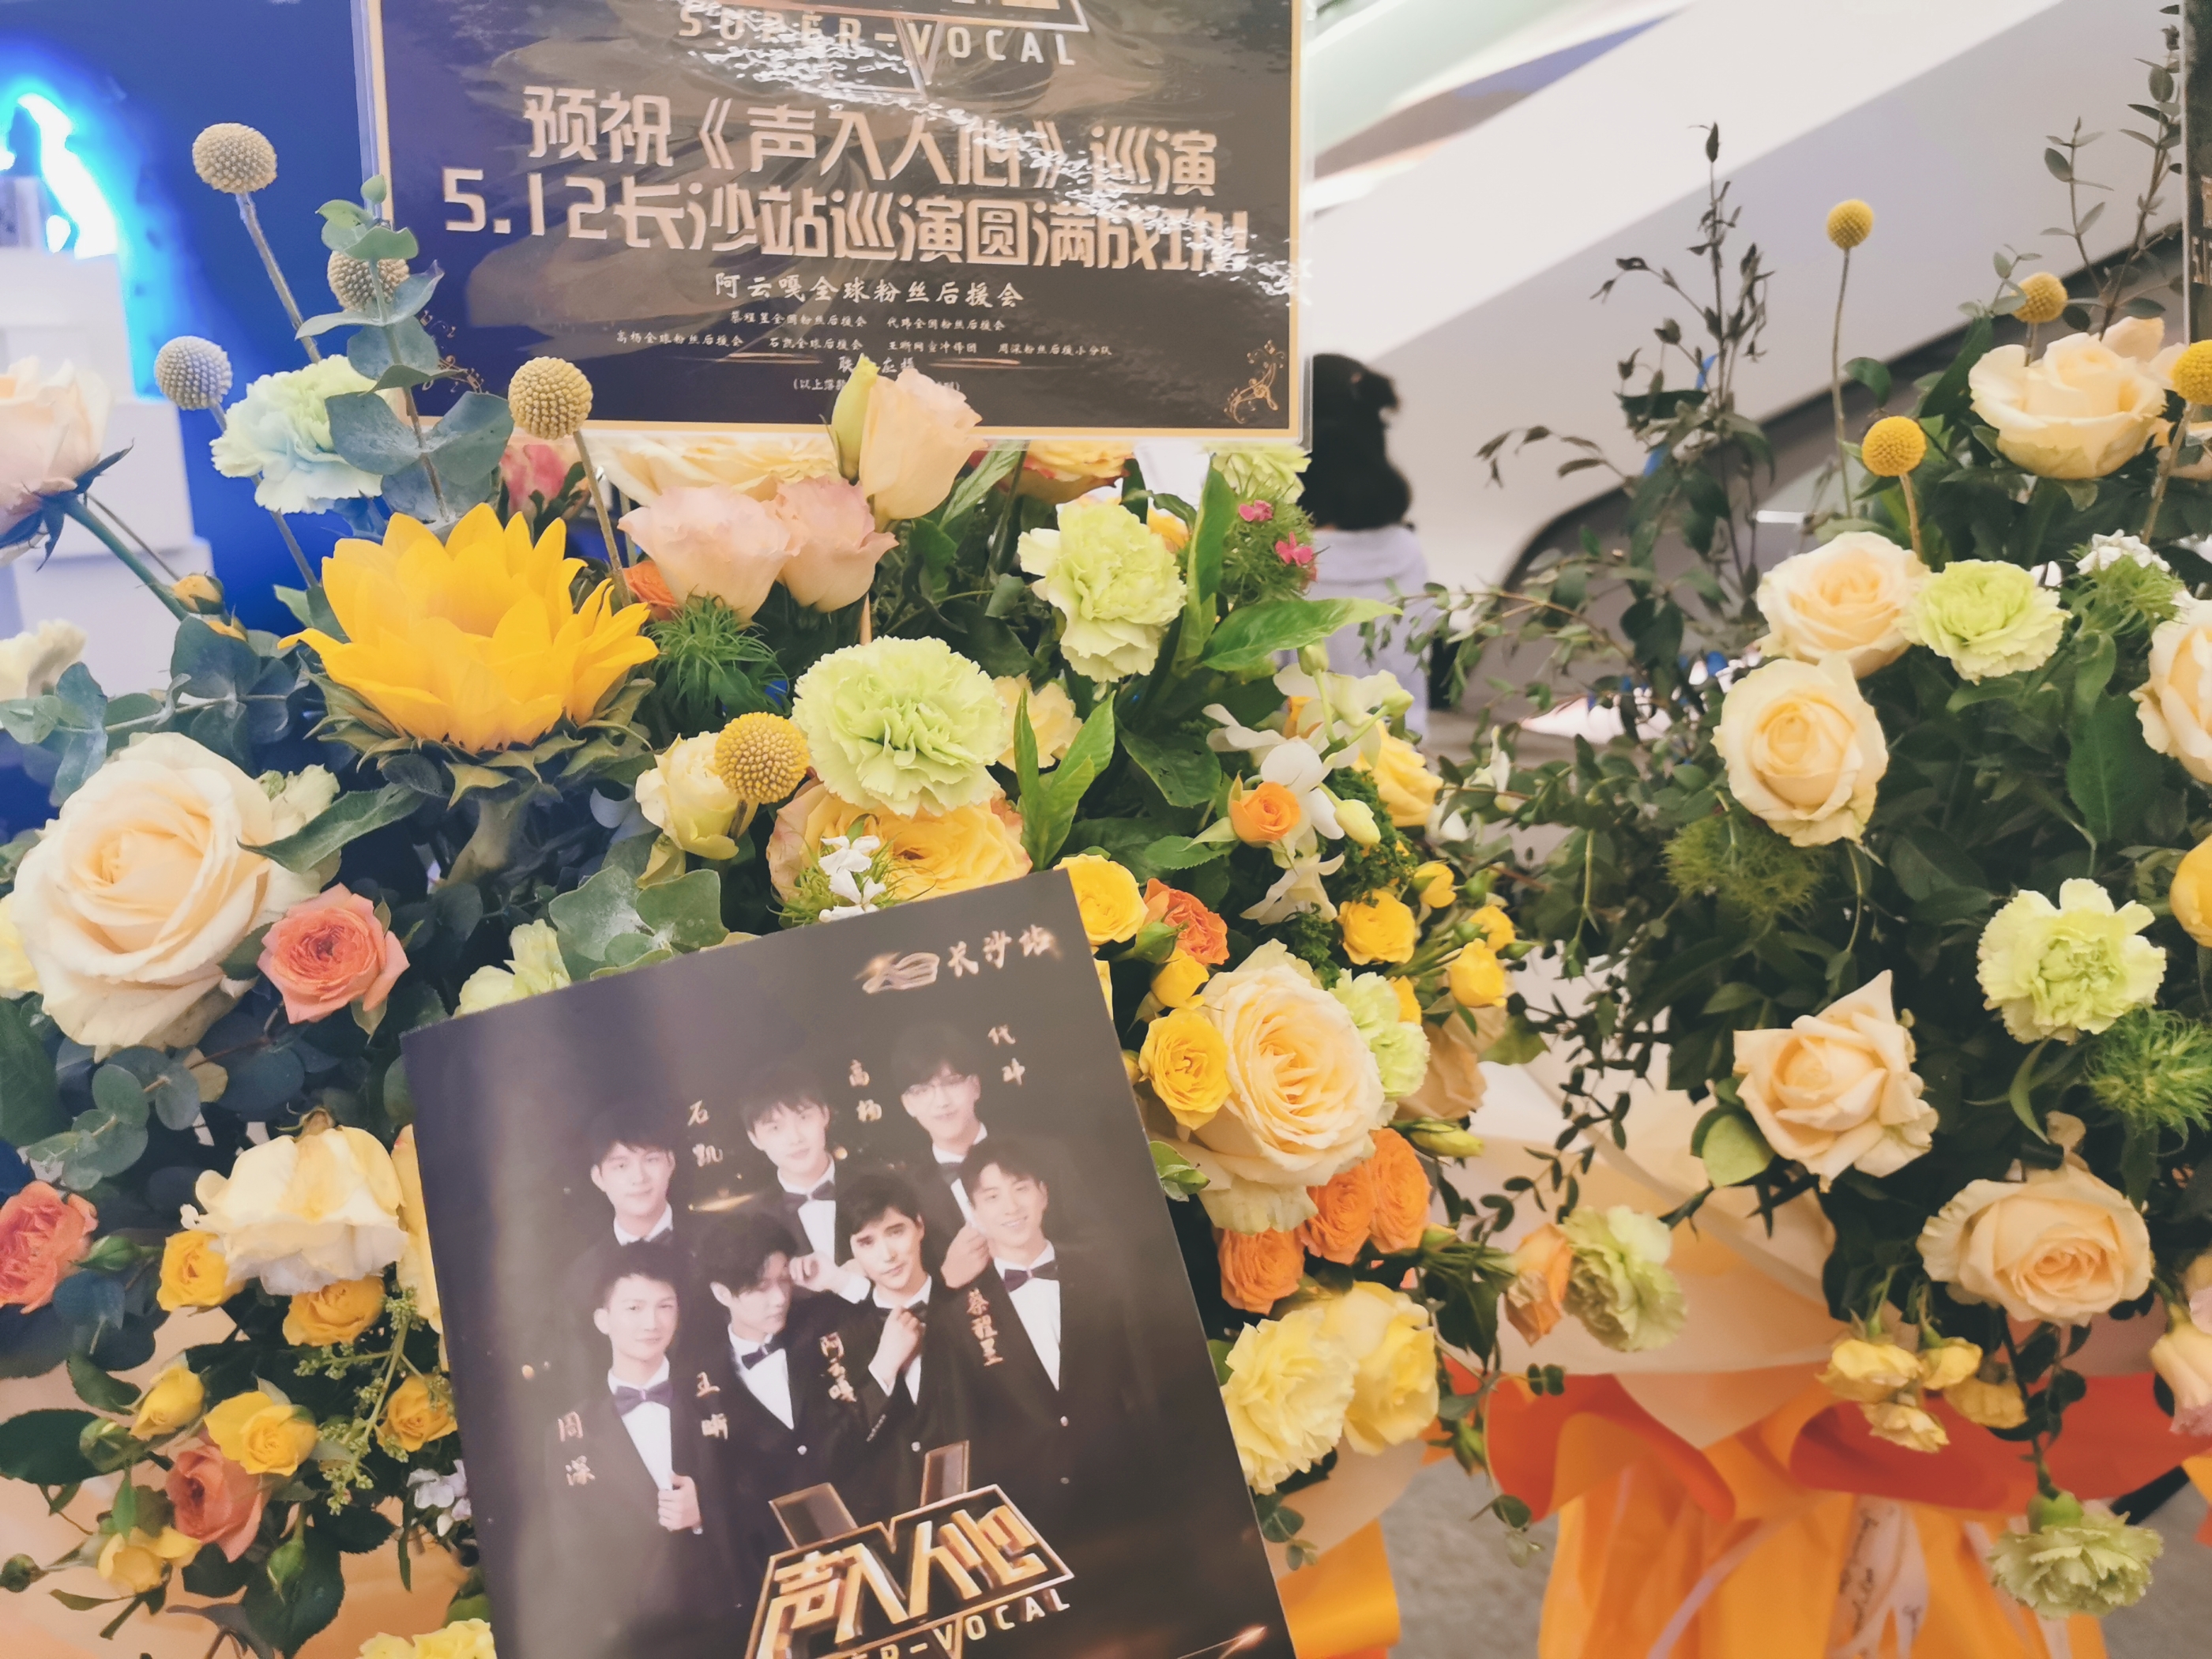 SUPER-VOCAL
预祝《声入人心》巡演
5.12长沙站巡演圆满成功!
阿云嘎全球粉丝后援会
蔡程昱全国粉丝后援会 代玮全国粉丝后援会
高杨全球粉丝后援会 石凯全球后援会 王晰网宣冲锋团 周深粉丝后援小分队
(以上落款
长沙站
代玮
高杨
石凯
蔡程昱
阿云嘎
王晰
周深
声入人心
ER-VOCAL